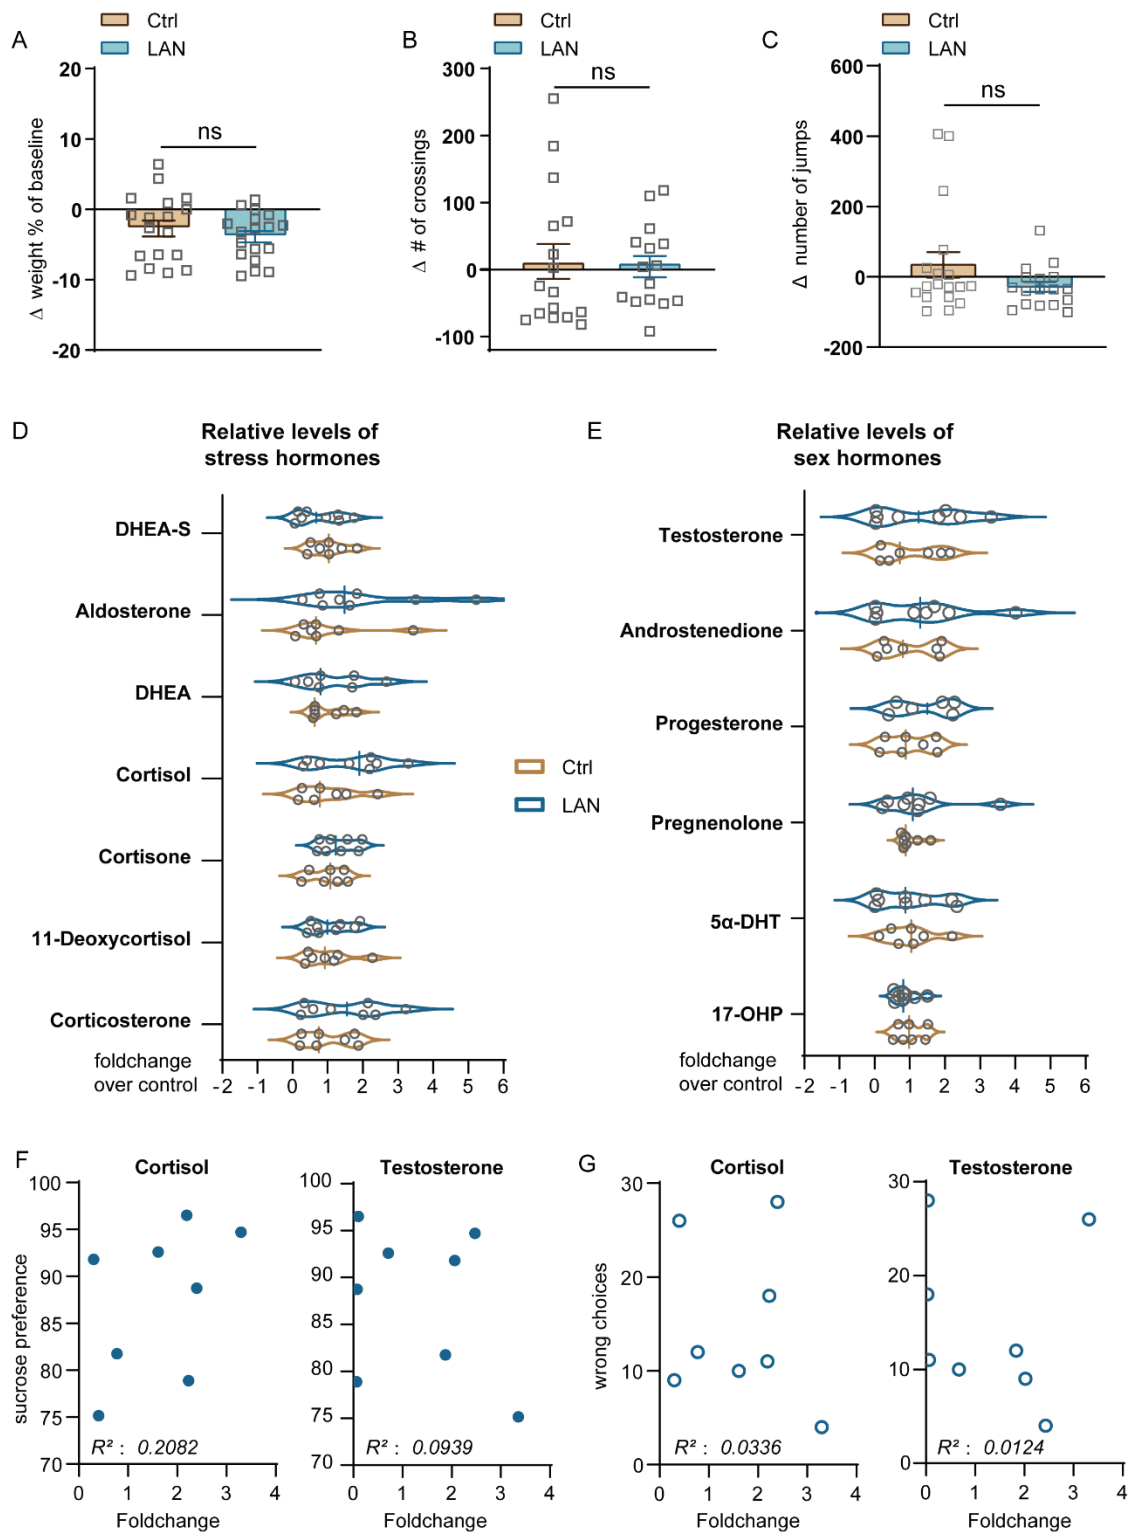 A
Ctrl
LAN
Δ weight % of baseline
20
10
0
-10
-20
ns
B
Ctrl
LAN
Δ # of crossings
300
200
100
0
-100
ns
C
Ctrl
LAN
Δ number of jumps
600
400
200
0
-200
ns
D
Relative levels of
stress hormones
DHEA-S
Aldosterone
DHEA
Cortisol
Cortisone
11-Deoxycortisol
Corticosterone
foldchange
over control
-2 -1 0 1 2 3 4 5 6
Ctrl
LAN
E
Relative levels of
sex hormones
Testosterone
Androstenedione
Progesterone
Pregnenolone
5α-DHT
17-OHP
foldchange
over control
-2 -1 0 1 2 3 4 5 6
F
Cortisol
sucrose preference
100
95
90
85
80
75
70
R² : 0.2082
0 1 2 3 4
Foldchange
Testosterone
100
95
90
85
80
75
70
R² : 0.0939
0 1 2 3 4
Foldchange
G
Cortisol
wrong choices
30
20
10
0
R² : 0.0336
0 1 2 3 4
Foldchange
Testosterone
30
20
10
0
R² : 0.0124
0 1 2 3 4
Foldchange